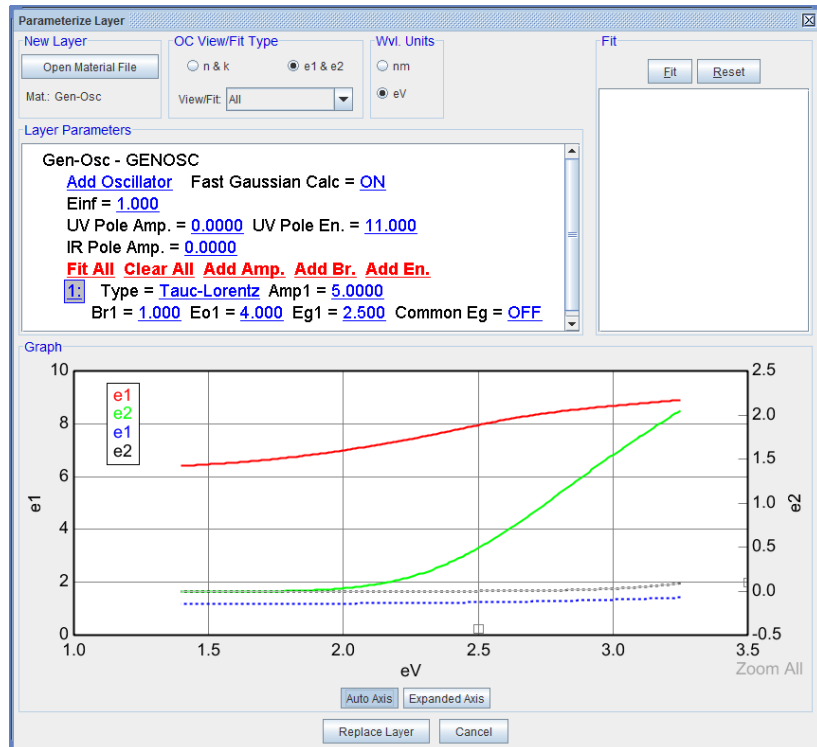 Parameterize Layer
New Layer
Open Material File
Mat.: Gen-Osc
OC View/Fit Type
n & k
e1 & e2
View/Fit: All
Wvl. Units
nm
eV
Fit
Fit Reset
Layer Parameters
Gen-Osc - GENOSC
Add Oscillator Fast Gaussian Calc = ON
Einf = 1.000
UV Pole Amp. = 0.0000 UV Pole En. = 11.000
IR Pole Amp. = 0.0000
Fit All Clear All Add Amp. Add Br. Add En.
1: Type = Tauc-Lorentz Amp1 = 5.0000
Br1 = 1.000 Eo1 = 4.000 Eg1 = 2.500 Common Eg = OFF
Graph
e1
e2
e1
e2
10
8
6
4
2
0
e1
2.5
2.0
1.5
1.0
0.5
0.0
-0.5
e2
1.0 1.5 2.0 2.5 3.0 3.5
eV
Zoom All
Auto Axis Expanded Axis
Replace Layer Cancel